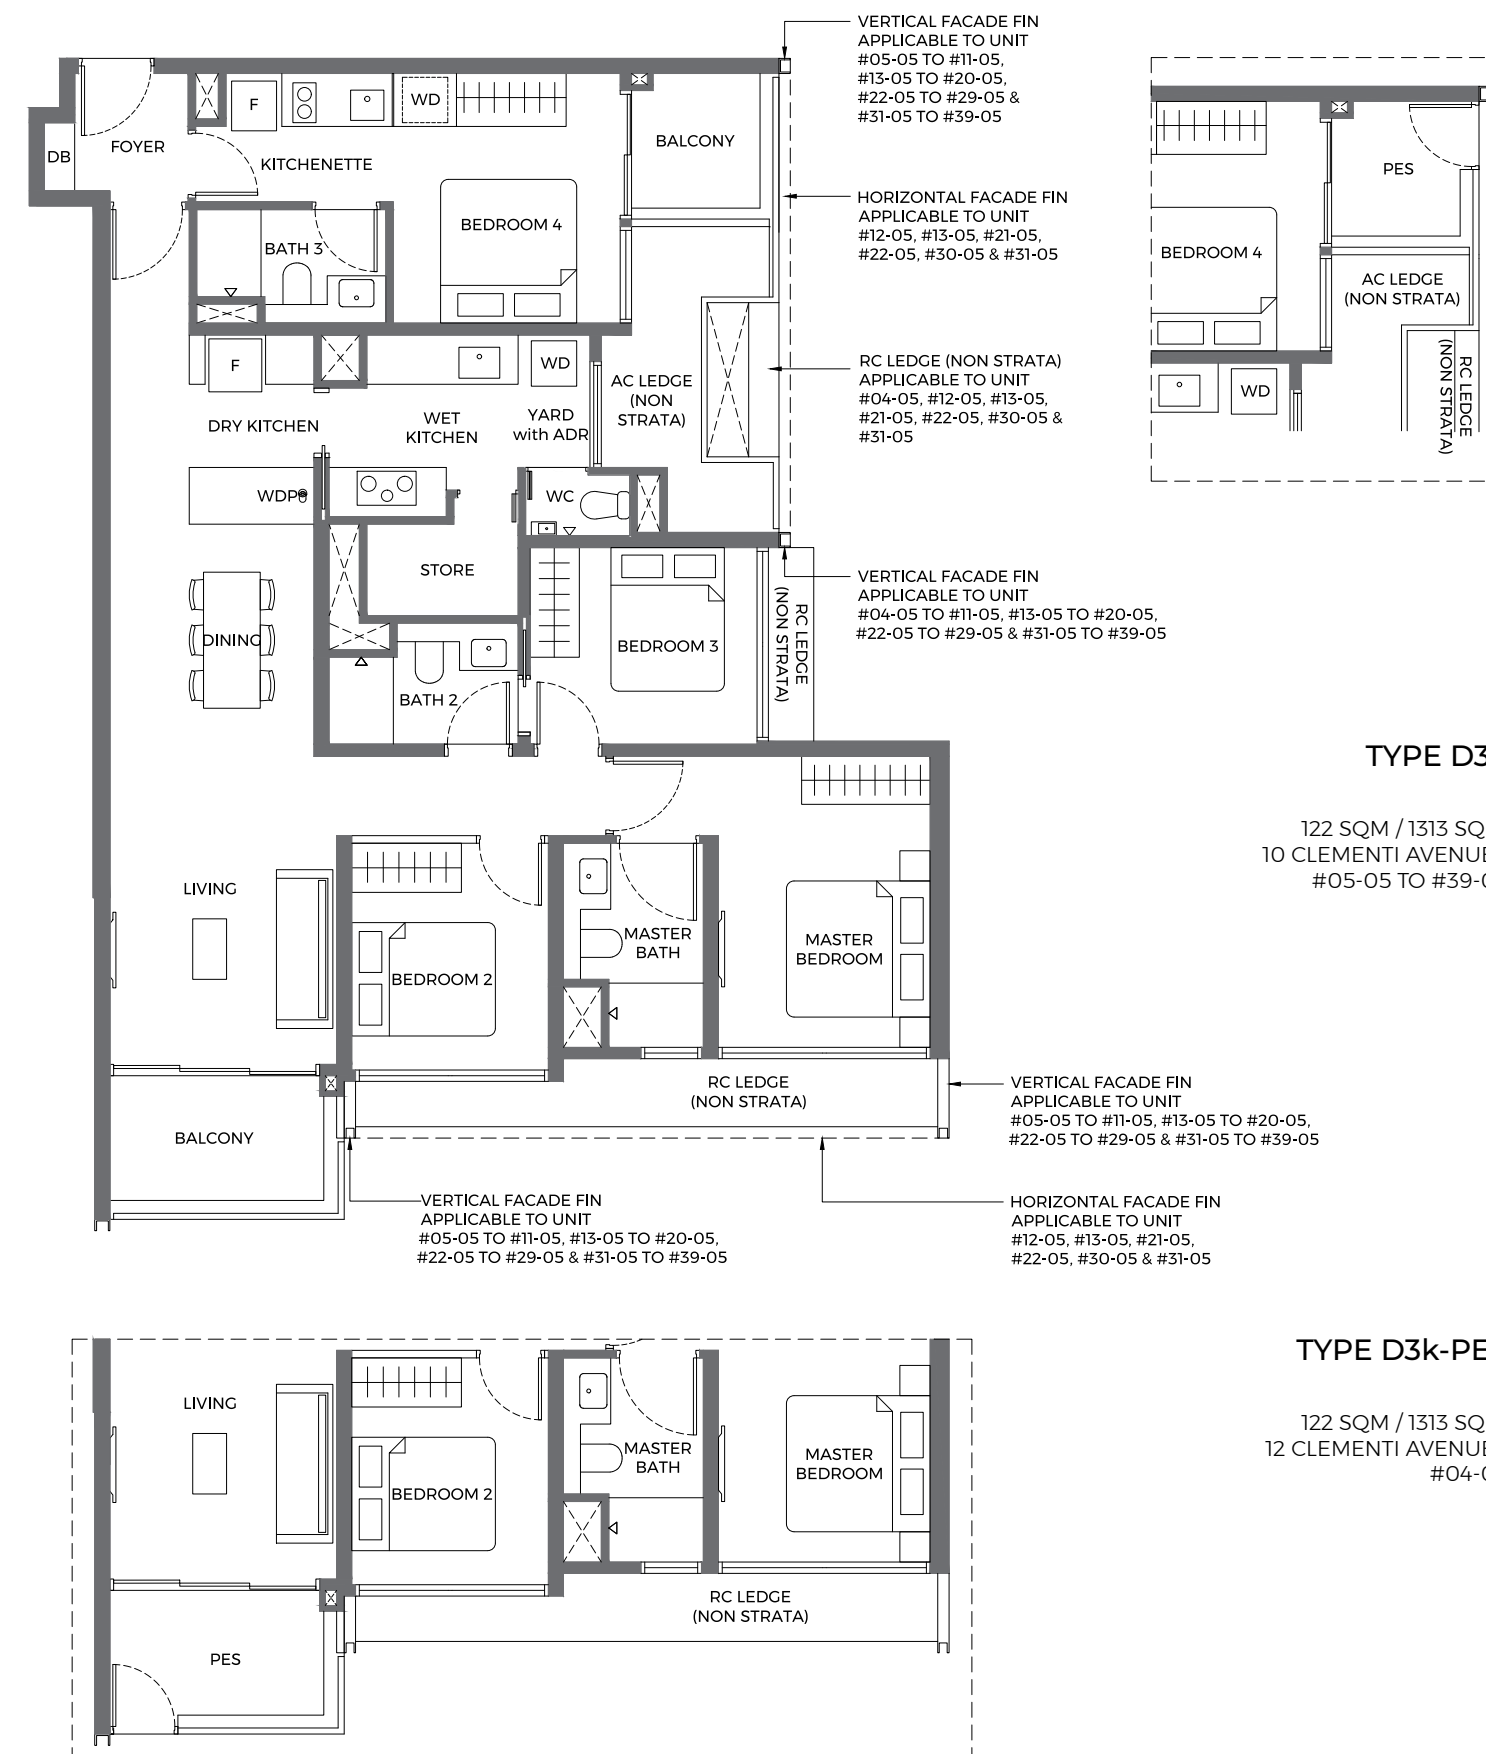 VERTICAL FACADE FIN
APPLICABLE TO UNIT
#05-05 TO #11-05,
#13-05 TO #20-05,
#22-05 TO #29-05 &
#31-05 TO #39-05
DB
FOYER
F
WD
KITCHENETTE
BALCONY
BEDROOM 4
BATH 3
HORIZONTAL FACADE FIN
APPLICABLE TO UNIT
#12-05, #13-05, #21-05,
#22-05, #30-05 & #31-05
PES
BEDROOM 4
AC LEDGE
(NON STRATA)
RC LEDGE
(NON STRATA)
WD
F
WD
DRY KITCHEN
WET
KITCHEN
YARD
with ADR
AC LEDGE
(NON
STRATA)
RC LEDGE (NON STRATA)
APPLICABLE TO UNIT
#04-05, #12-05, #13-05,
#21-05, #22-05, #30-05 &
#31-05
WDP
WC
STORE
DINING
BATH 2
BEDROOM 3
RC LEDGE
(NON STRATA)
VERTICAL FACADE FIN
APPLICABLE TO UNIT
#04-05 TO #11-05, #13-05 TO #20-05,
#22-05 TO #29-05 & #31-05 TO #39-05
TYPE D3
122 SQM / 1313 SQ
10 CLEMENTI AVENUE
#05-05 TO #39-0
LIVING
BEDROOM 2
MASTER
BATH
MASTER
BEDROOM
BALCONY
RC LEDGE
(NON STRATA)
VERTICAL FACADE FIN
APPLICABLE TO UNIT
#05-05 TO #11-05, #13-05 TO #20-05,
#22-05 TO #29-05 & #31-05 TO #39-05
VERTICAL FACADE FIN
APPLICABLE TO UNIT
#05-05 TO #11-05, #13-05 TO #20-05,
#22-05 TO #29-05 & #31-05 TO #39-05
HORIZONTAL FACADE FIN
APPLICABLE TO UNIT
#12-05, #13-05, #21-05,
#22-05, #30-05 & #31-05
LIVING
BEDROOM 2
MASTER
BATH
MASTER
BEDROOM
RC LEDGE
(NON STRATA)
PES
TYPE D3k-PE
122 SQM / 1313 SQ
12 CLEMENTI AVENUE
#04-0